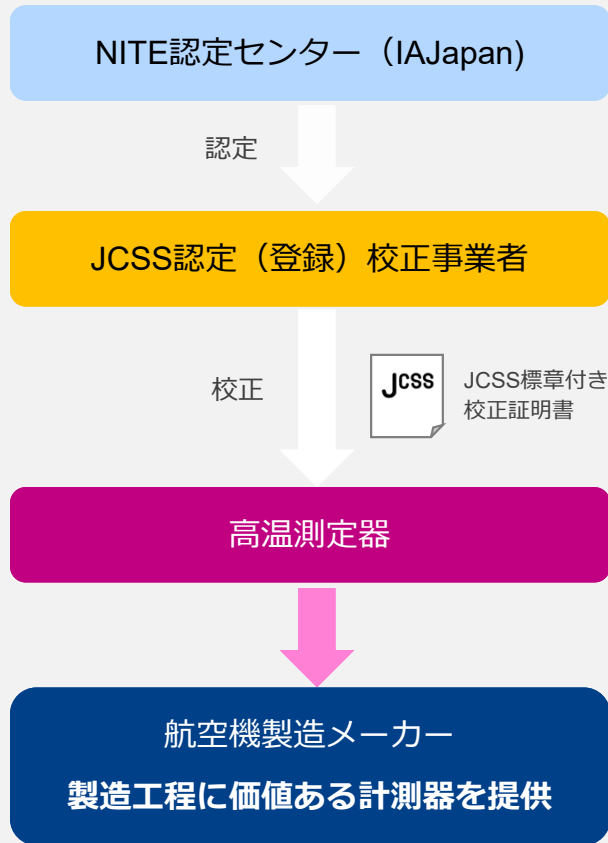 NITE認定センター（IAJapan)
認定
JCSS認定（登録）校正事業者
校正
JCSS
JCSS標章付き
校正証明書
高温測定器
航空機製造メーカー
製造工程に価値ある計測器を提供